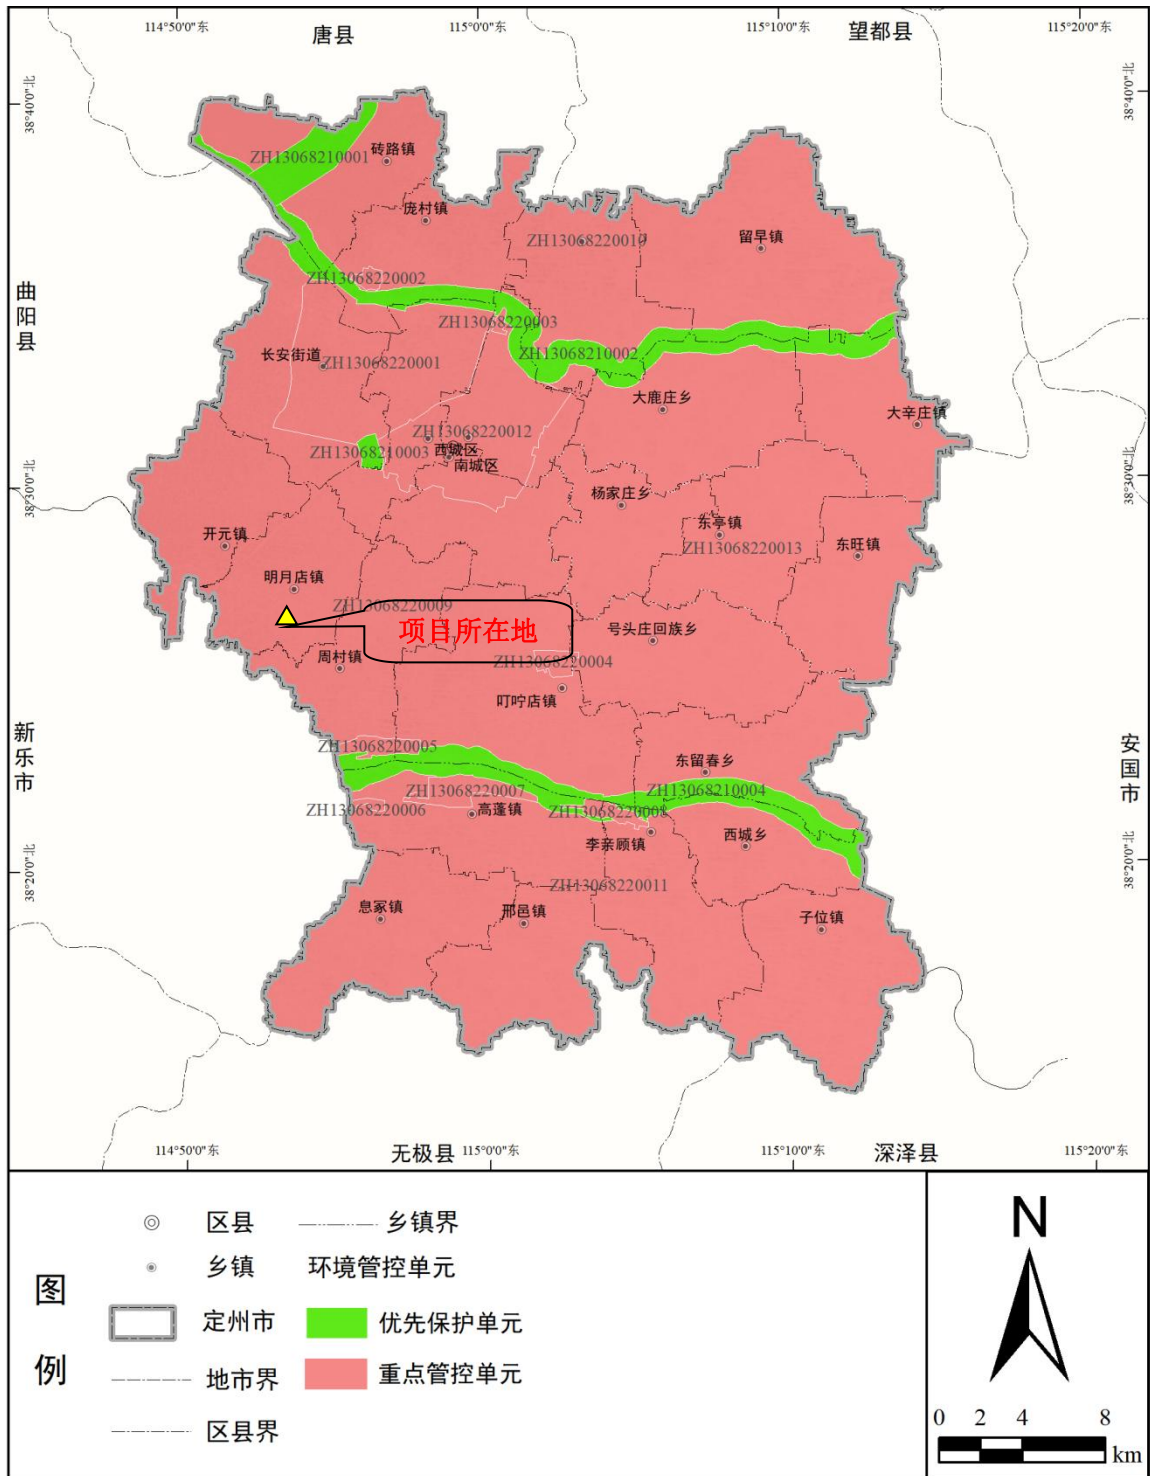 114°50'0"东
115°0'0"东
115°10'0"东
115°20'0"东
唐县
望都县
38°40'0"北
38°40'0"北
ZH13068210001
砖路镇
庞村镇
ZH13068220010
留早镇
ZH13068220002
曲阳县
ZH13068220003
长安街道
ZH13068220001
ZH13068210002
大鹿庄乡
大辛庄镇
ZH13068220012
ZH13068210003
西城区
南城区
38°30'0"北
38°30'0"北
杨家庄乡
东亭镇
开元镇
ZH13068220013
东旺镇
明月店镇
ZH13068220009
项目所在地
号头庄回族乡
周村镇
ZH13068220004
叮咛店镇
新乐市
安国市
ZH13068220005
东留春乡
ZH13068220007
ZH13068210004
ZH13068220006
高蓬镇
ZH13068220008
李亲顾镇
西城乡
38°20'0"北
38°20'0"北
ZH13068220011
息冢镇
邢邑镇
子位镇
114°50'0"东
无极县
115°0'0"东
115°10'0"东
深泽县
115°20'0"东
图例
区县
乡镇界
乡镇
环境管控单元
定州市
优先保护单元
地市界
重点管控单元
区县界
N
0 2 4 8
km